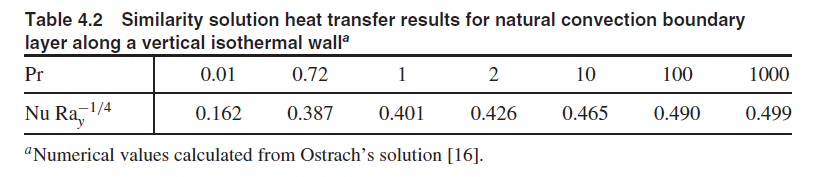 Table 4.2 Similarity solution heat transfer results for natural convection boundary
layer along a vertical isothermal wallᵃ
Pr 0.01 0.72 1 2 10 100 1000
Nu Ra_y^{-1/4} 0.162 0.387 0.401 0.426 0.465 0.490 0.499
ᵃNumerical values calculated from Ostrach's solution [16].